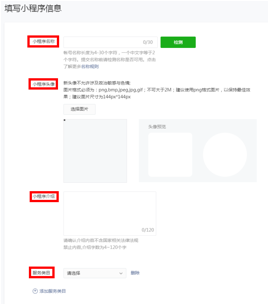 填写小程序信息
小程序名称
0/30
检测
账号名称长度为4-30个字符，一个中文字等于2
个字符。提交前
小程序头像
新头像不允许涉及政治敏感与色情;
图片格式必须为：png,bmp,jpeg,jpg,gif；不可大于2M；建议使用png格式图片，以保持最佳效
果；建议图片尺寸为144px*144px
选择图片
头像预览
小程序介绍
0/120
请确认介绍内容不含国家相关法律法规
禁止内容,介绍字数为4~120个字
服务类目
请选择
删除
添加服务类目